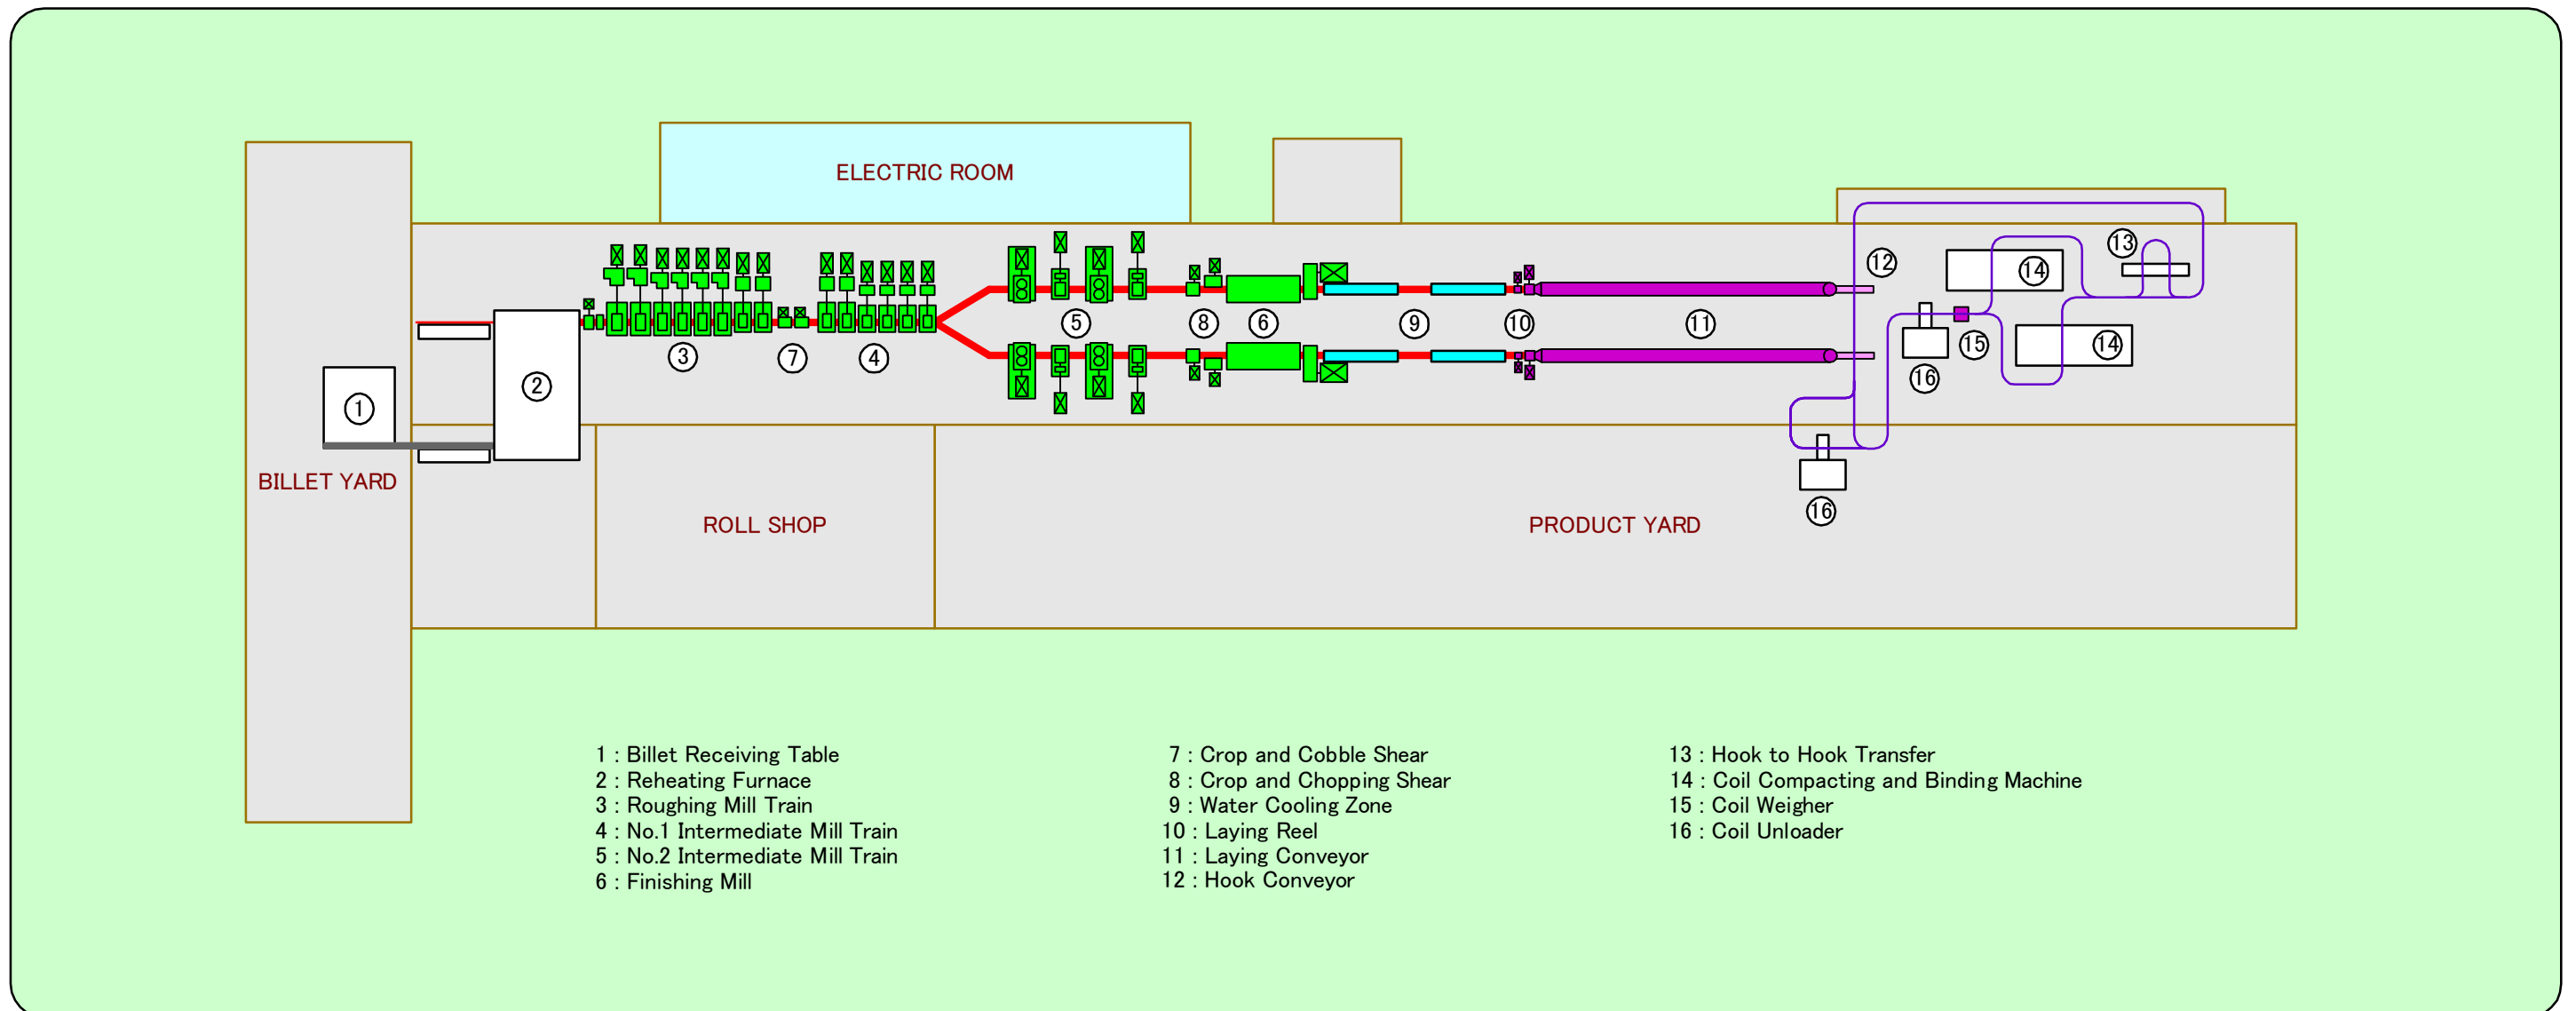 ELECTRIC ROOM
⑬
⑫
⑭
⑤
⑧
⑥
⑨
⑩
⑪
③
⑦
④
⑮
⑭
②
⑯
①
BILLET YARD
⑯
ROLL SHOP
PRODUCT YARD
1 : Billet Receiving Table
2 : Reheating Furnace
3 : Roughing Mill Train
4 : No.1 Intermediate Mill Train
5 : No.2 Intermediate Mill Train
6 : Finishing Mill
7 : Crop and Cobble Shear
8 : Crop and Chopping Shear
9 : Water Cooling Zone
10 : Laying Reel
11 : Laying Conveyor
12 : Hook Conveyor
13 : Hook to Hook Transfer
14 : Coil Compacting and Binding Machine
15 : Coil Weigher
16 : Coil Unloader